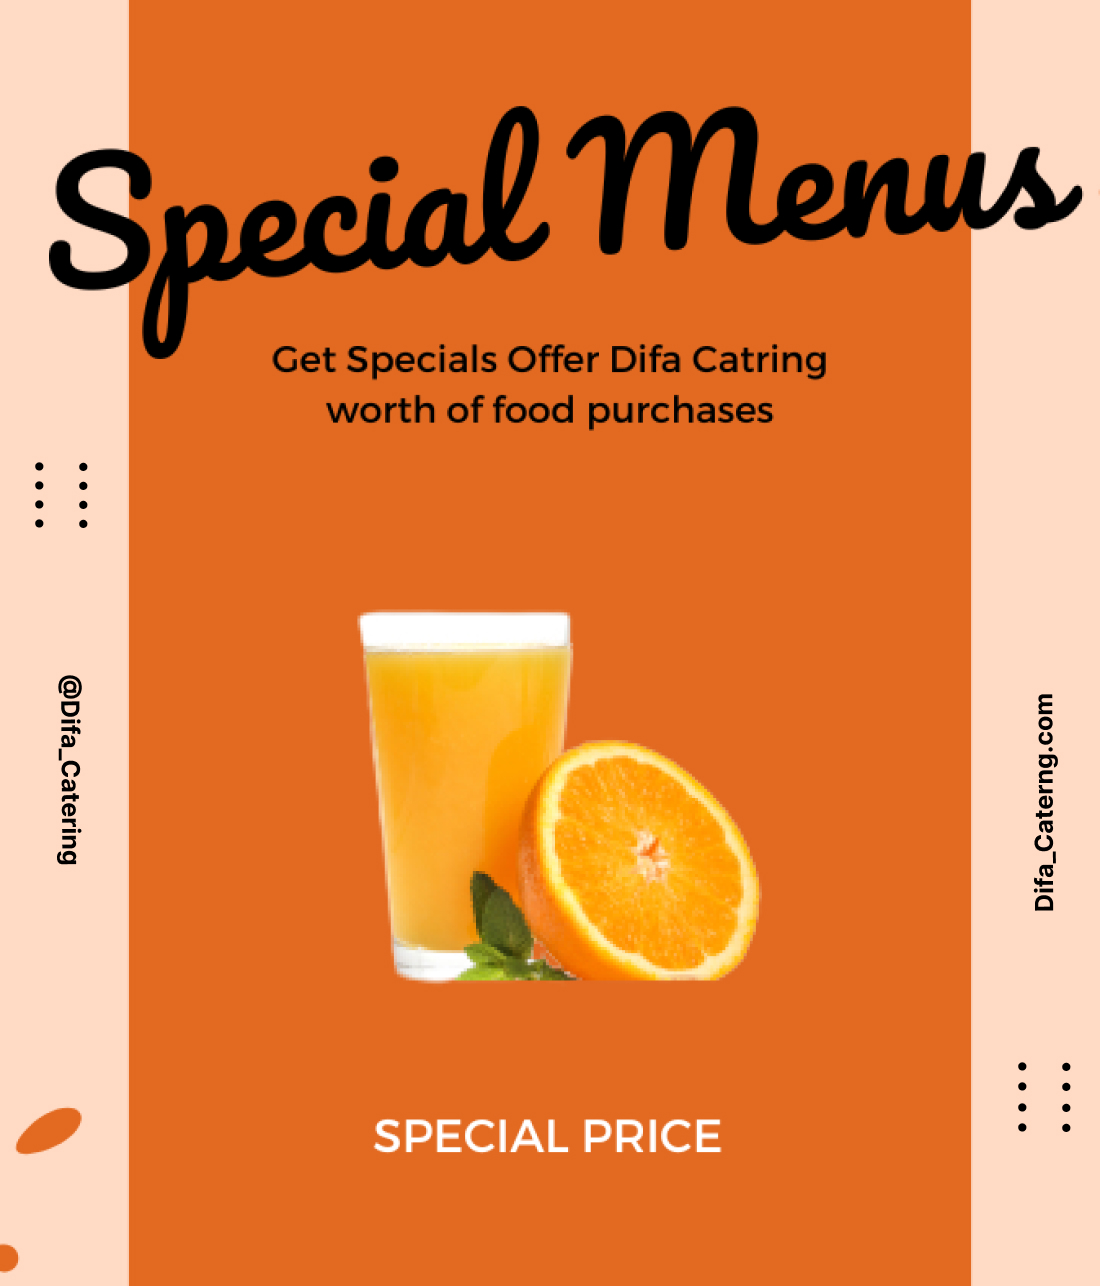 Special Menus
Get Specials Offer Difa Catring
worth of food purchases
@Difa_Catering
Difa_Caterng.com
SPECIAL PRICE